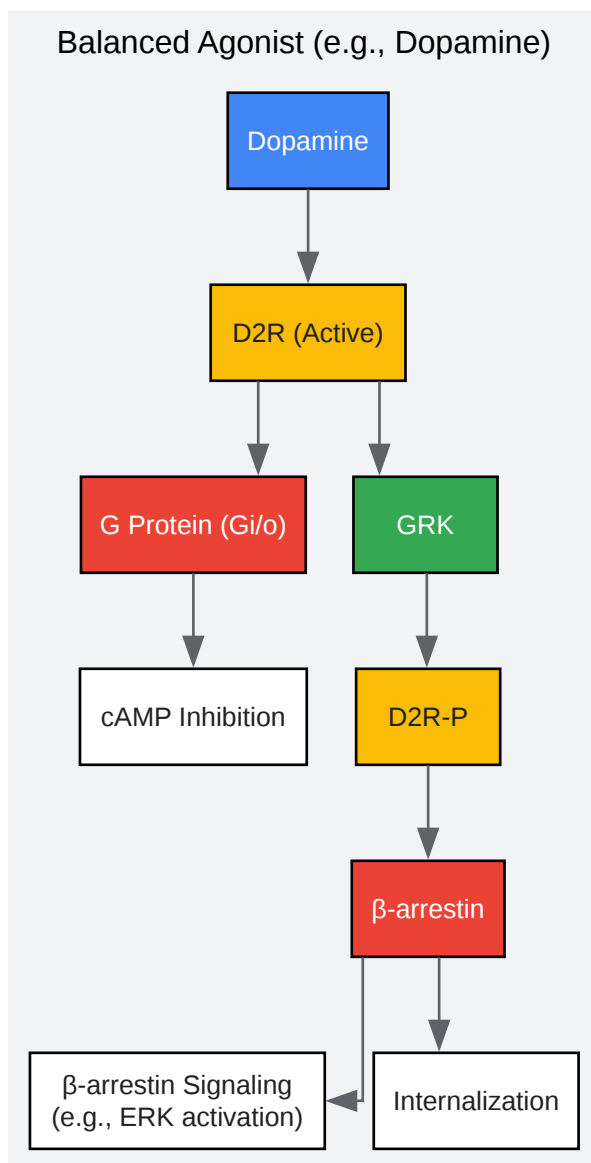 Balanced Agonist (e.g., Dopamine)
Dopamine
D2R (Active)
G Protein (Gi/o)
GRK
cAMP Inhibition
D2R-P
β-arrestin
β-arrestin Signaling
(e.g., ERK activation)
Internalization